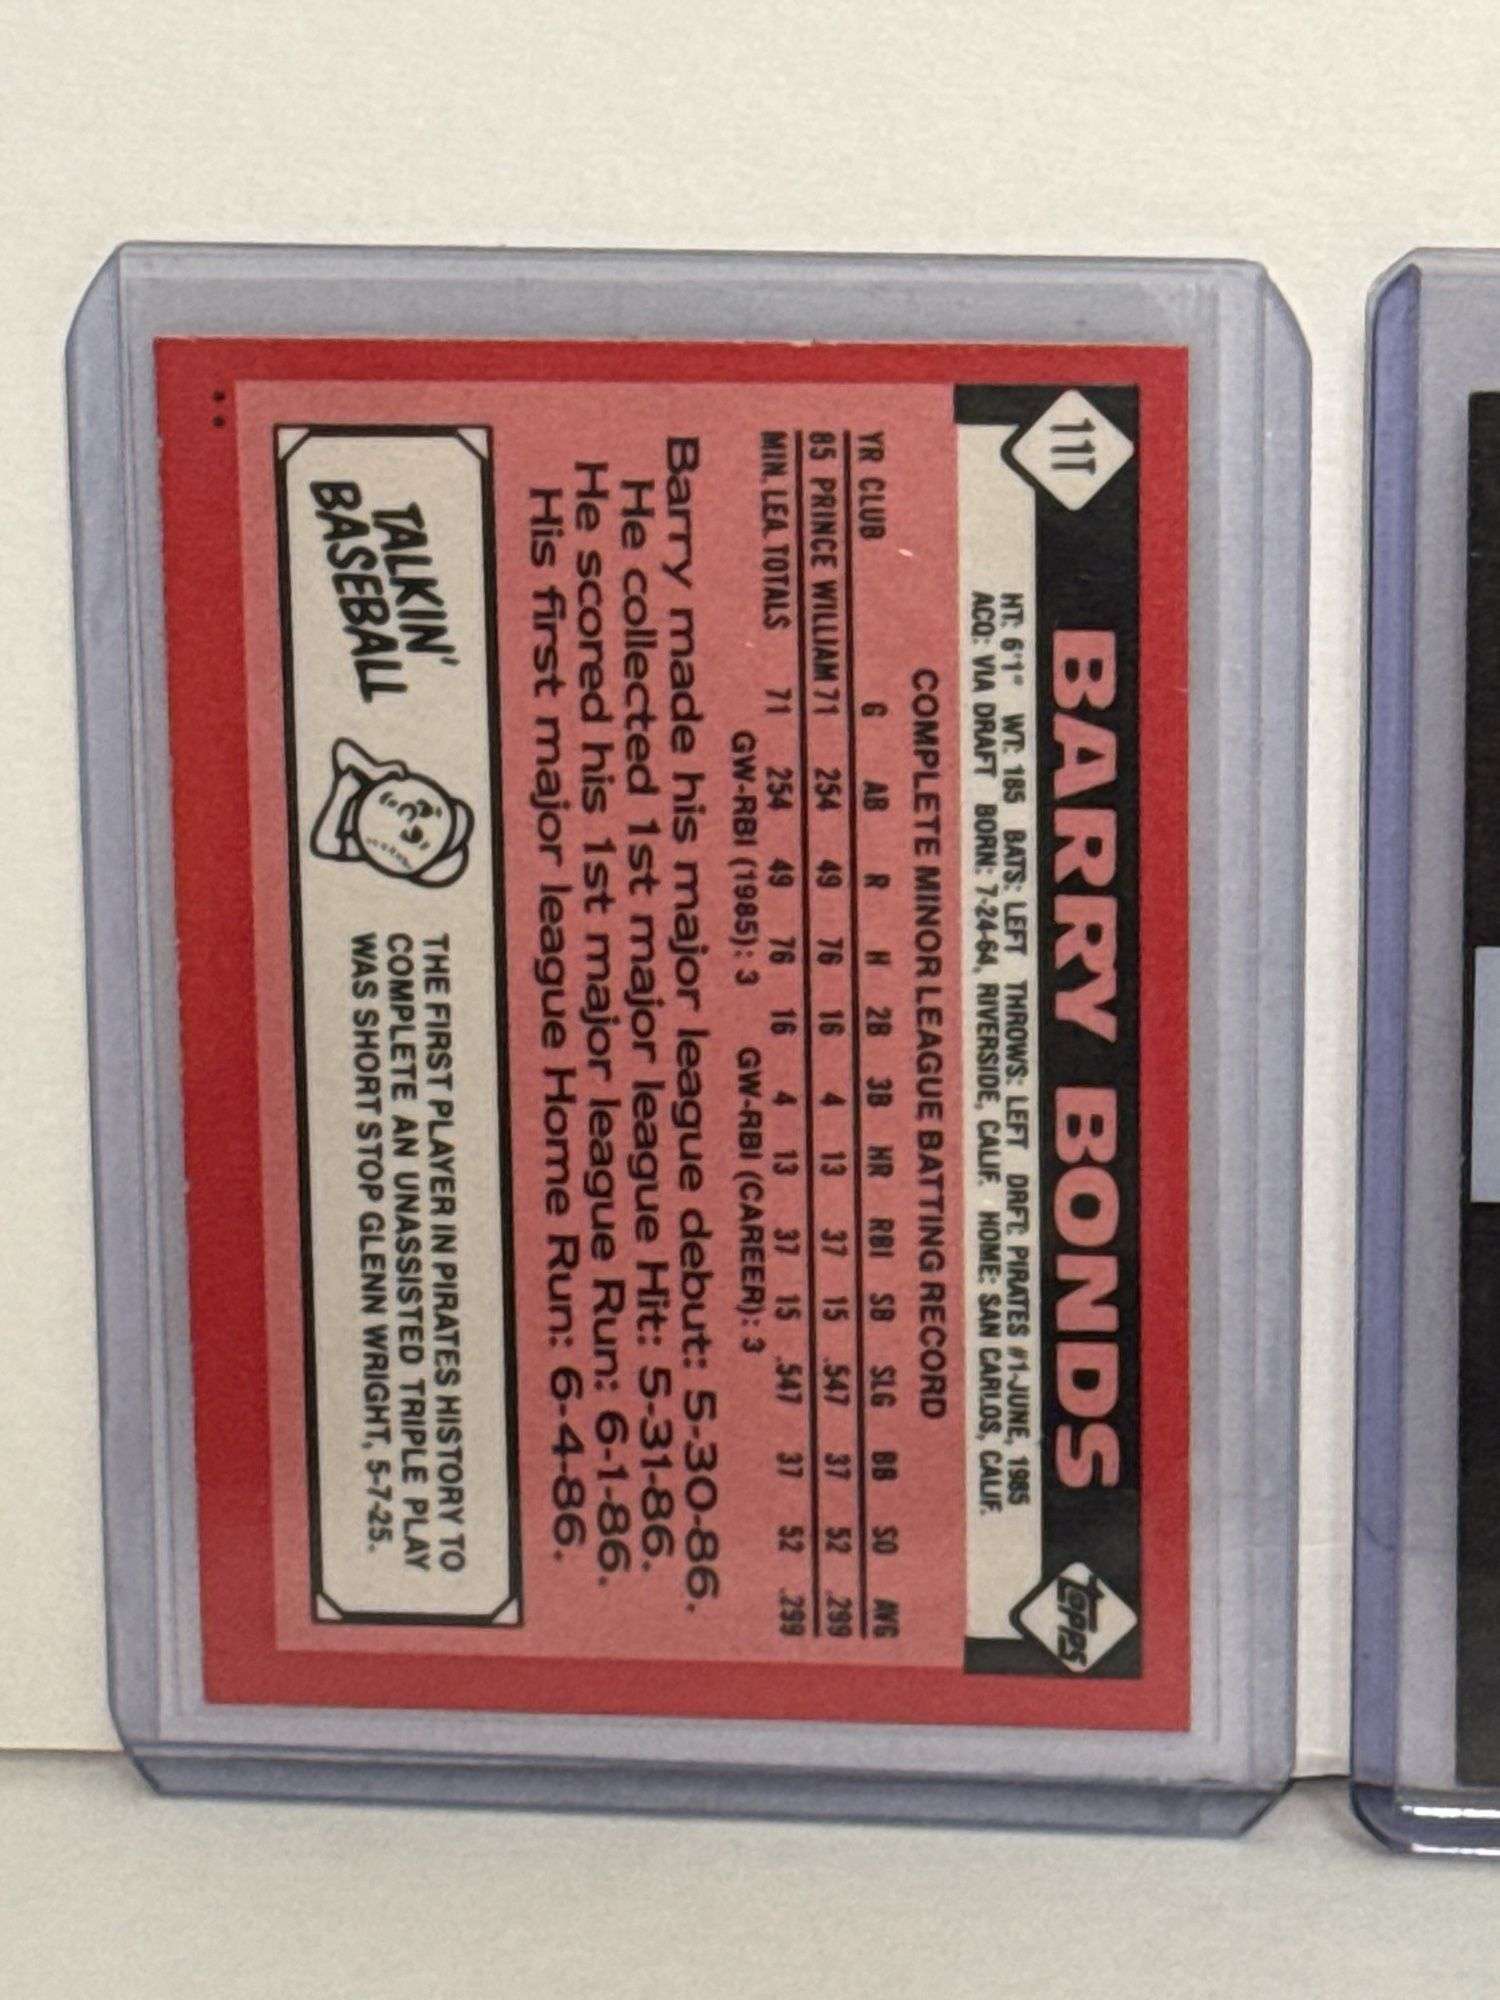 11T
BARRY BONDS
TOPPS
HT: 6'1" WT: 185 BATS: LEFT THROWS: LEFT DRFT: PIRATES #1-JUNE, 1985
ACQ: VIA DRAFT BORN: 7-24-64, RIVERSIDE, CALIF. HOME: SAN CARLOS, CALIF.
COMPLETE MINOR LEAGUE BATTING RECORD
YR CLUB G AB R H 2B 3B HR RBI SB SLG BB SO AVG
85 PRINCE WILLIAM 71 254 49 76 16 4 13 37 15 .547 37 52 .299
MIN. LEA. TOTALS 71 254 49 76 16 4 13 37 15 .547 37 52 .299
GW-RBI (1985): 3 GW-RBI (CAREER): 3
Barry made his major league debut: 5-30-86.
He collected 1st major league Hit: 5-31-86.
He scored his 1st major league Run: 6-1-86.
His first major league Home Run: 6-4-86.
TALKIN'
BASEBALL
THE FIRST PLAYER IN PIRATES HISTORY TO
COMPLETE AN UNASSISTED TRIPLE PLAY
WAS SHORTSTOP GLENN WRIGHT, 5-7-25.
**